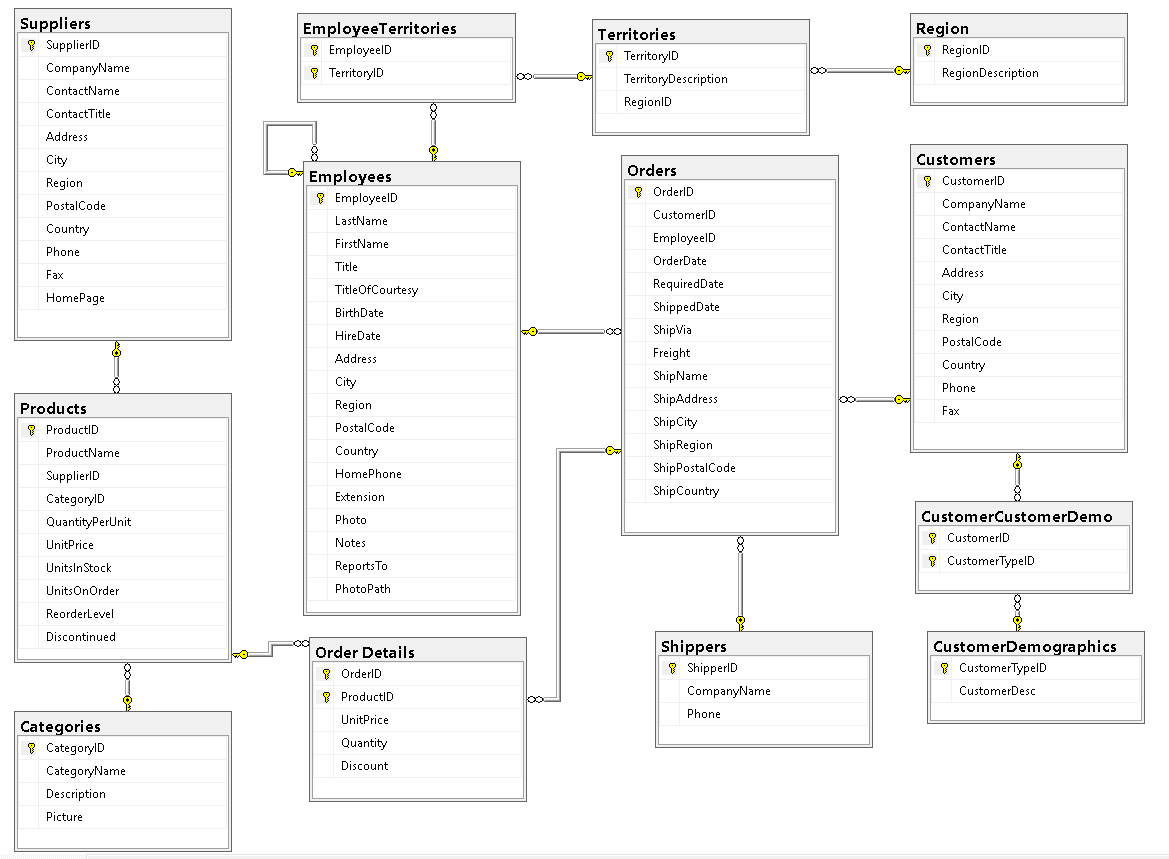 Suppliers
SupplierID
CompanyName
ContactName
ContactTitle
Address
City
Region
PostalCode
Country
Phone
Fax
HomePage
EmployeeTerritories
EmployeeID
TerritoryID
Territories
TerritoryID
TerritoryDescription
RegionID
Region
RegionID
RegionDescription
Employees
EmployeeID
LastName
FirstName
Title
TitleOfCourtesy
BirthDate
HireDate
Address
City
Region
PostalCode
Country
HomePhone
Extension
Photo
Notes
ReportsTo
PhotoPath
Orders
OrderID
CustomerID
EmployeeID
OrderDate
RequiredDate
ShippedDate
ShipVia
Freight
ShipName
ShipAddress
ShipCity
ShipRegion
ShipPostalCode
ShipCountry
Customers
CustomerID
CompanyName
ContactName
ContactTitle
Address
City
Region
PostalCode
Country
Phone
Fax
Products
ProductID
ProductName
SupplierID
CategoryID
QuantityPerUnit
UnitPrice
UnitsInStock
UnitsOnOrder
ReorderLevel
Discontinued
CustomerCustomerDemo
CustomerID
CustomerTypeID
Order Details
OrderID
ProductID
UnitPrice
Quantity
Discount
Shippers
ShipperID
CompanyName
Phone
CustomerDemographics
CustomerTypeID
CustomerDesc
Categories
CategoryID
CategoryName
Description
Picture